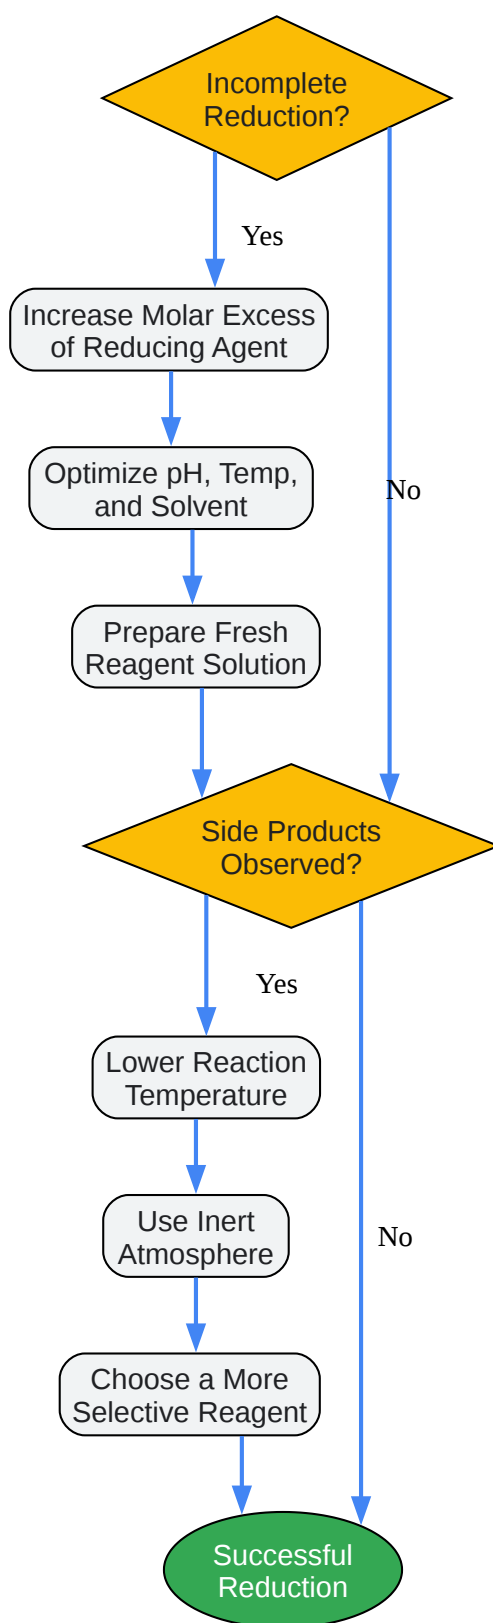 Incomplete
Reduction?
Yes
Increase Molar Excess
of Reducing Agent
Optimize pH, Temp,
and Solvent
No
Prepare Fresh
Reagent Solution
Side Products
Observed?
Yes
Lower Reaction
Temperature
Use Inert
Atmosphere
No
Choose a More
Selective Reagent
Successful
Reduction